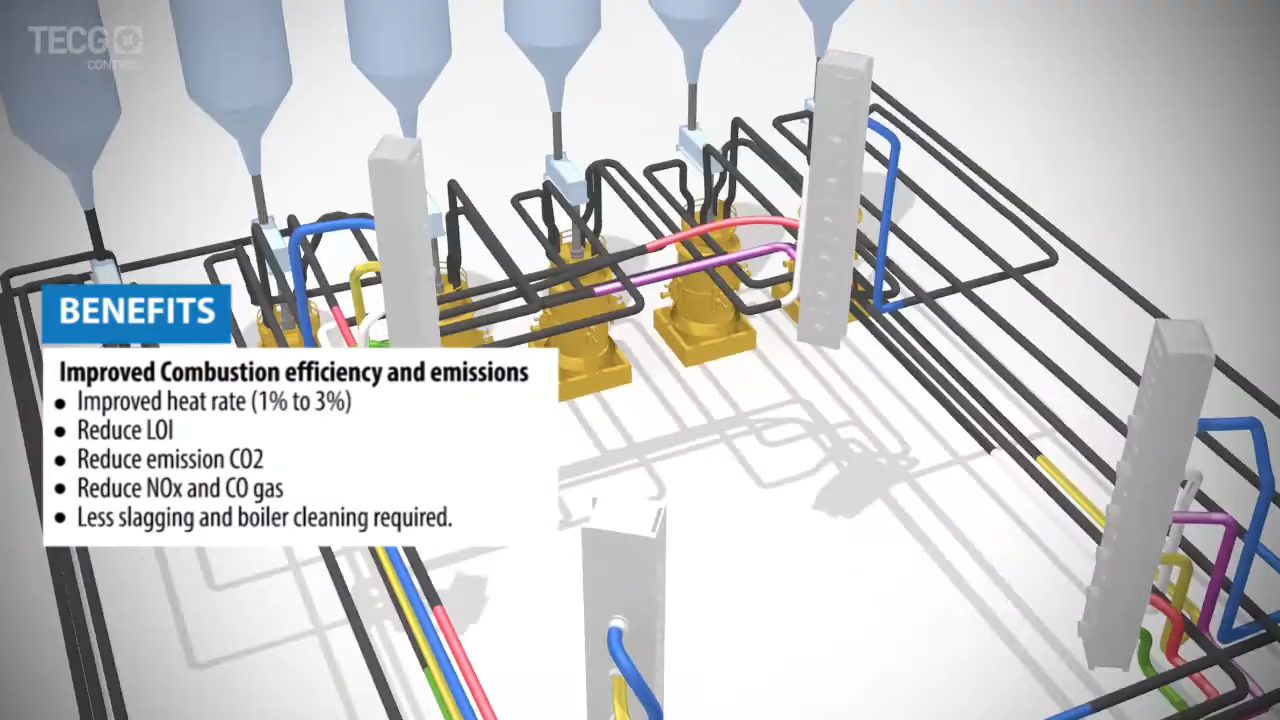 TECGO
CONTROL
BENEFITS
Improved Combustion efficiency and emissions
• Improved heat rate (1% to 3%)
• Reduce LOI
• Reduce emission CO2
• Reduce NOx and CO gas
• Less slagging and boiler cleaning required.